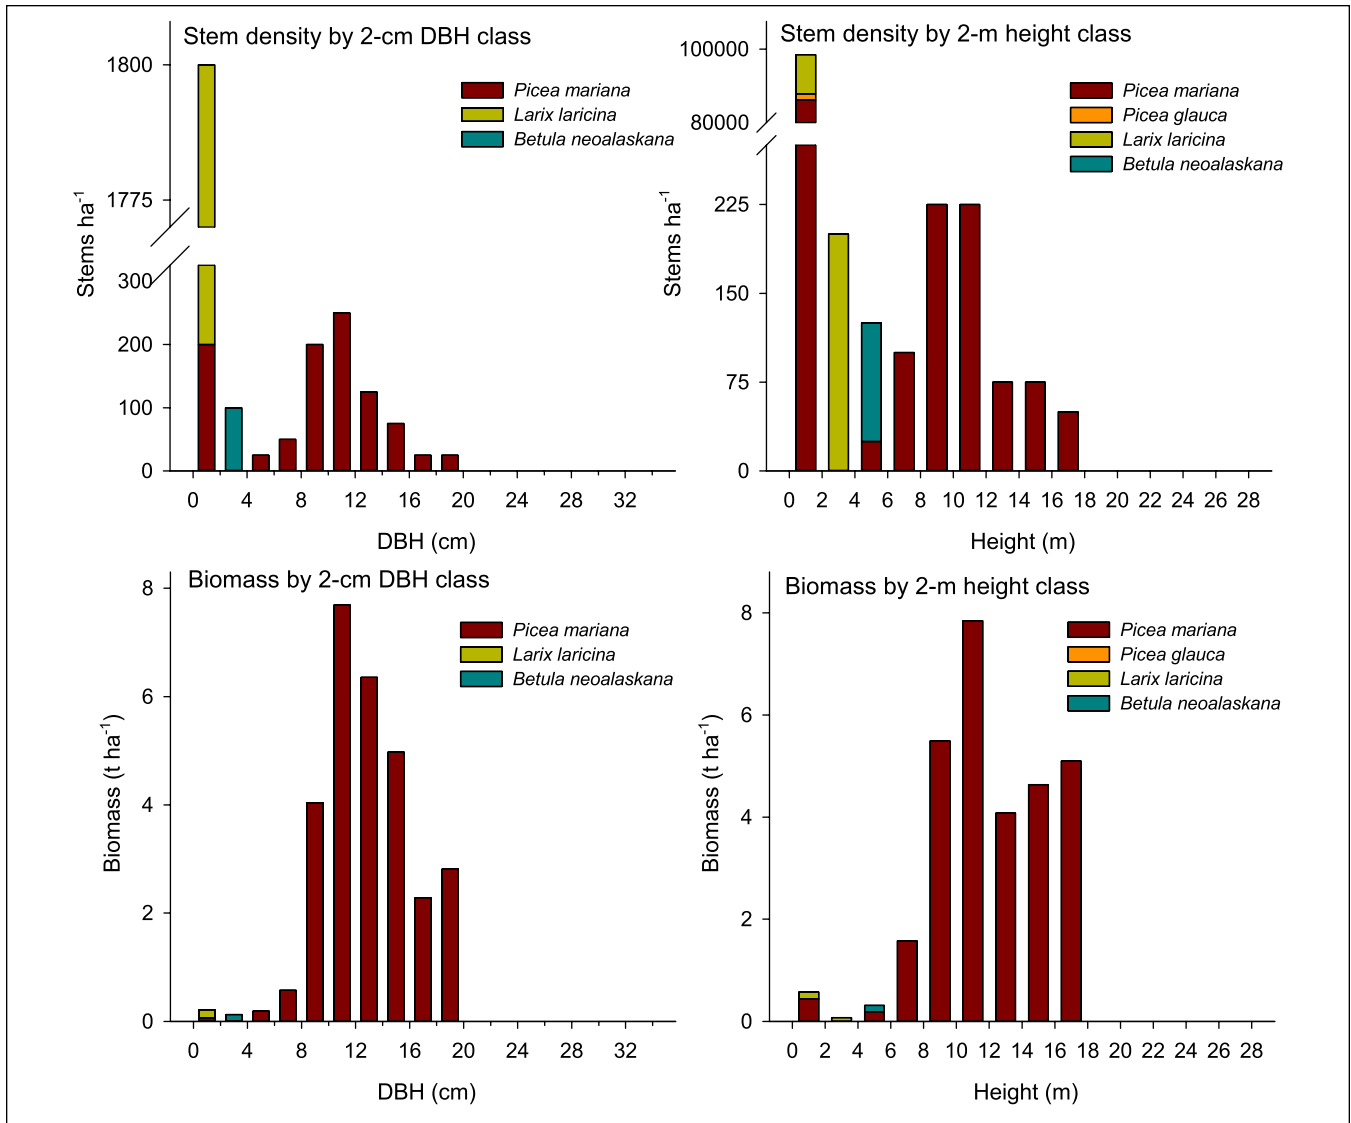 Stem density by 2-cm DBH class
1800
1775
300
200
100
0
Stems ha-1
Picea mariana
Larix laricina
Betula neoalaskana
0 4 8 12 16 20 24 28 32
DBH (cm)
Stem density by 2-m height class
100000
80000
225
150
75
0
Stems ha-1
Picea mariana
Picea glauca
Larix laricina
Betula neoalaskana
0 2 4 6 8 10 12 14 16 18 20 22 24 26 28
Height (m)
Biomass by 2-cm DBH class
8
6
4
2
0
Biomass (t ha-1)
Picea mariana
Larix laricina
Betula neoalaskana
0 4 8 12 16 20 24 28 32
DBH (cm)
Biomass by 2-m height class
8
6
4
2
0
Biomass (t ha-1)
Picea mariana
Picea glauca
Larix laricina
Betula neoalaskana
0 2 4 6 8 10 12 14 16 18 20 22 24 26 28
Height (m)